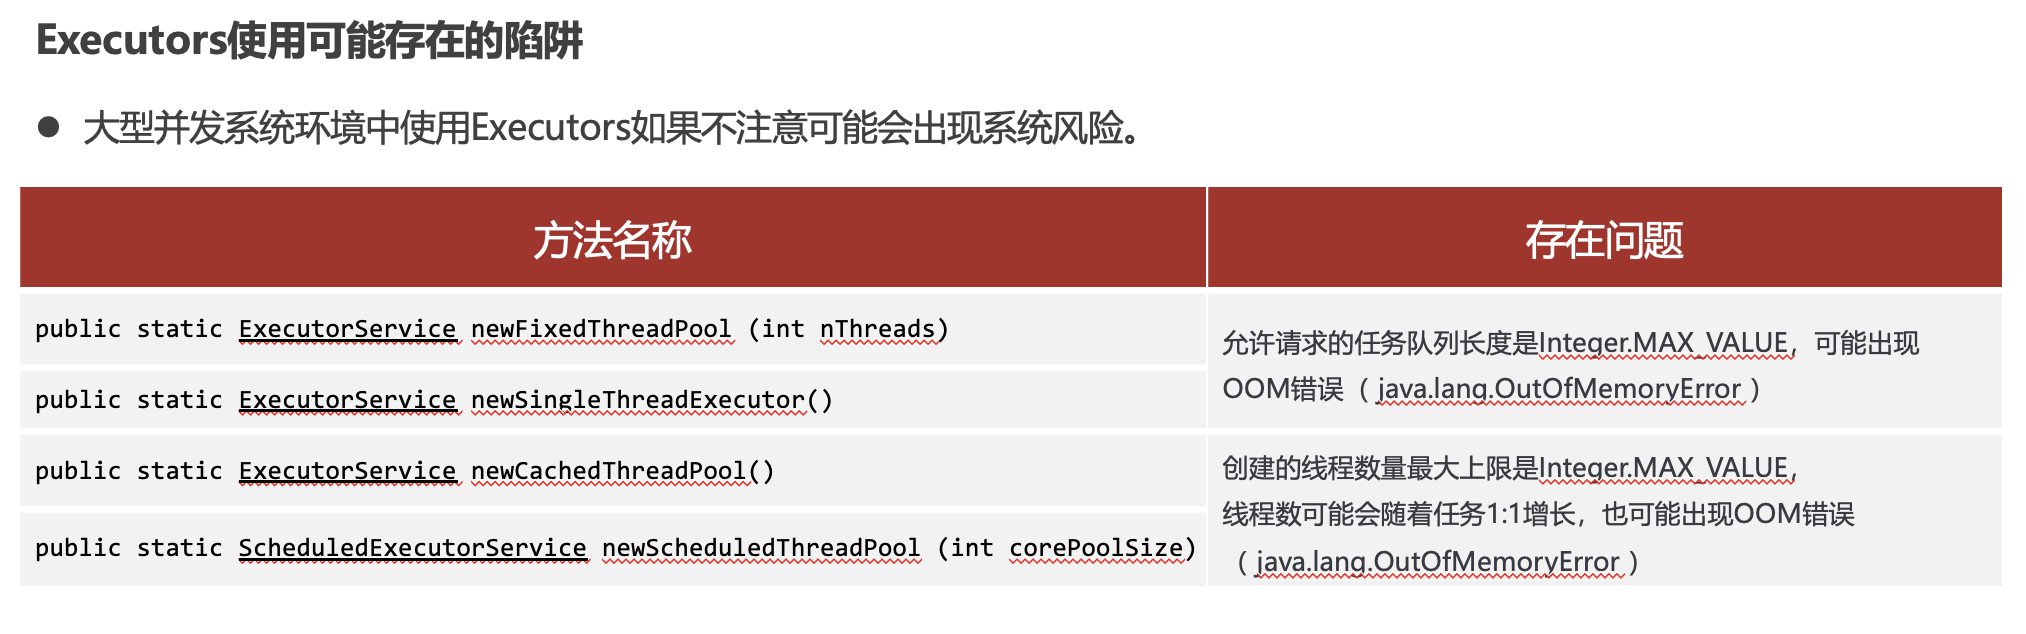 Executors使用可能存在的陷阱
● 大型并发系统环境中使用Executors如果不注意可能会出现系统风险。
方法名称
存在问题
public static ExecutorService newFixedThreadPool (int nThreads)
public static ExecutorService newSingleThreadExecutor()
允许请求的任务队列长度是Integer.MAX_VALUE，可能出现
OOM错误（ java.lang.OutOfMemoryError ）
public static ExecutorService newCachedThreadPool()
public static ScheduledExecutorService newScheduledThreadPool (int corePoolSize)
创建的线程数量最大上限是Integer.MAX_VALUE，
线程数可能会随着任务1:1增长，也可能出现OOM错误
（ java.lang.OutOfMemoryError ）